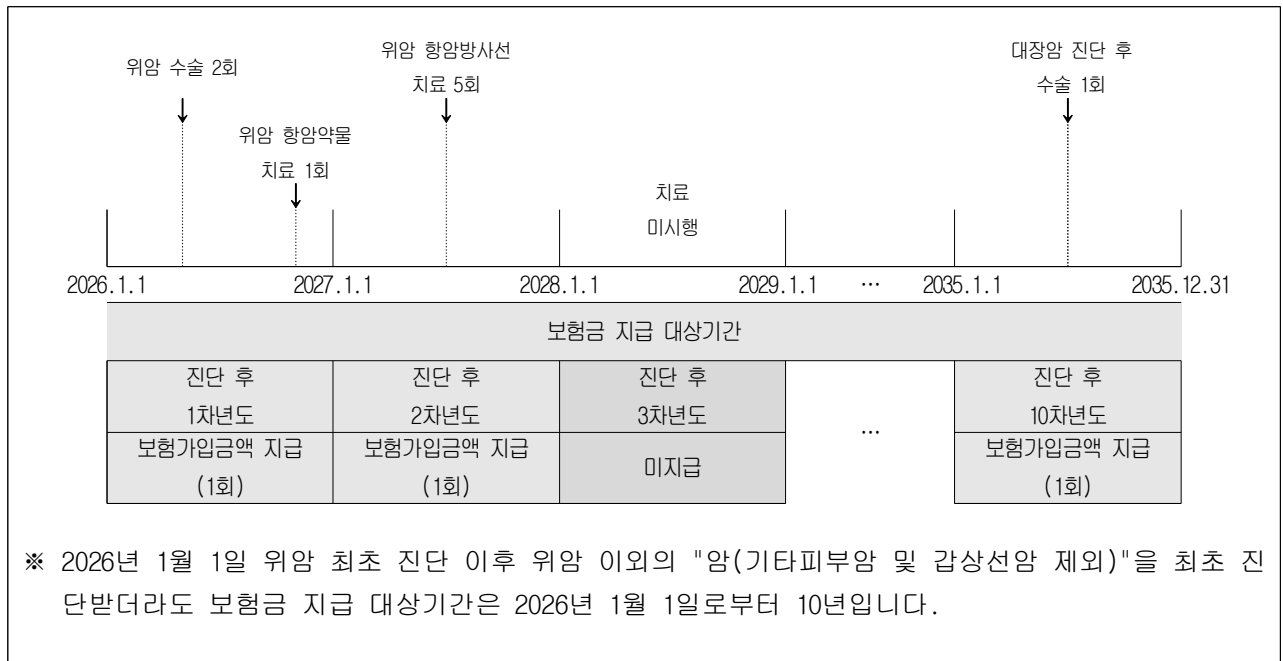 위암 수술 2회
위암 항암약물
치료 1회
위암 항암방사선
치료 5회
치료
미시행
대장암 진단 후
수술 1회
2026.1.1 2027.1.1 2028.1.1 2029.1.1 … 2035.1.1 2035.12.31
보험금 지급 대상기간
진단 후 진단 후 진단 후 진단 후
1차년도 2차년도 3차년도 … 10차년도
보험가입금액 지급 보험가입금액 지급 미지급 보험가입금액 지급
(1회) (1회) (1회)
※ 2026년 1월 1일 위암 최초 진단 이후 위암 이외의 "암(기타피부암 및 갑상선암 제외)"을 최초 진
단받더라도 보험금 지급 대상기간은 2026년 1월 1일로부터 10년입니다.